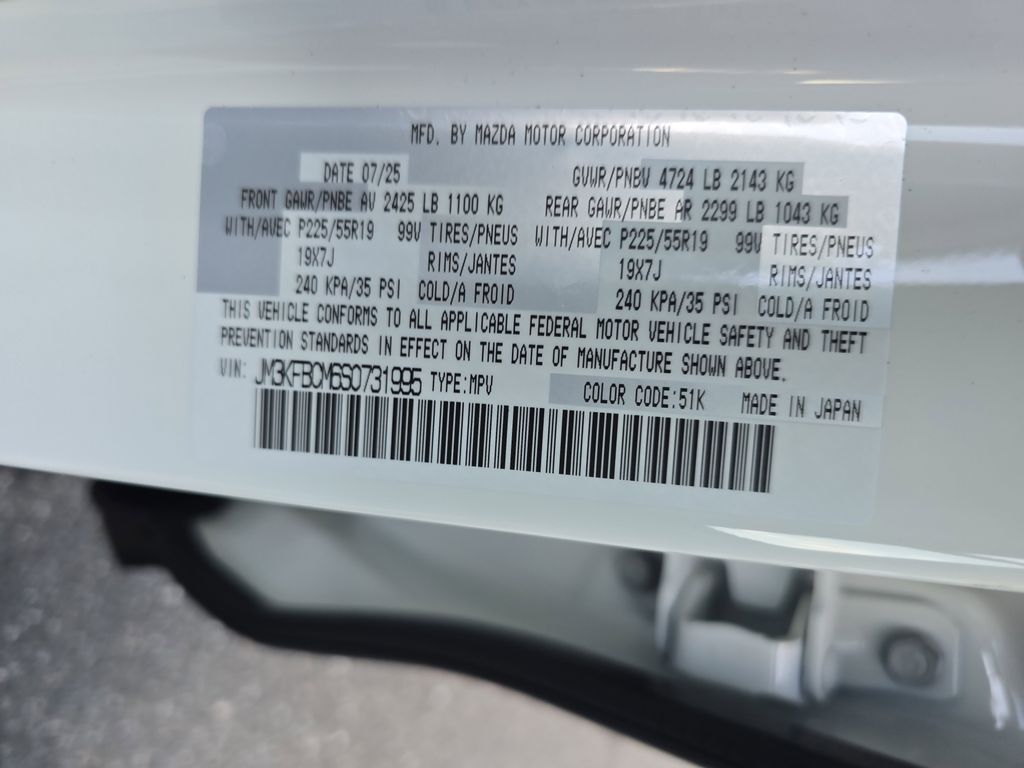 MFD. BY MAZDA MOTOR CORPORATION
DATE 07/25 GVWR/PNBV 4724 LB 2143 KG
FRONT GAWR/PNBE AV 2425 LB 1100 KG REAR GAWR/PNBE AR 2299 LB 1043 KG
WITH/AVEC P225/55R19 99V TIRES/PNEUS WITH/AVEC P225/55R19 99V TIRES/PNEUS
19X7J RIMS/JANTES 19X7J RIMS/JANTES
240 KPA/35 PSI COLD/A FROID 240 KPA/35 PSI COLD/A FROID
THIS VEHICLE CONFORMS TO ALL APPLICABLE FEDERAL MOTOR VEHICLE SAFETY AND THEFT
PREVENTION STANDARDS IN EFFECT ON THE DATE OF MANUFACTURE SHOWN ABOVE.
VIN: JM3KFBCM6S0731995 TYPE:MPV COLOR CODE:51K MADE IN JAPAN